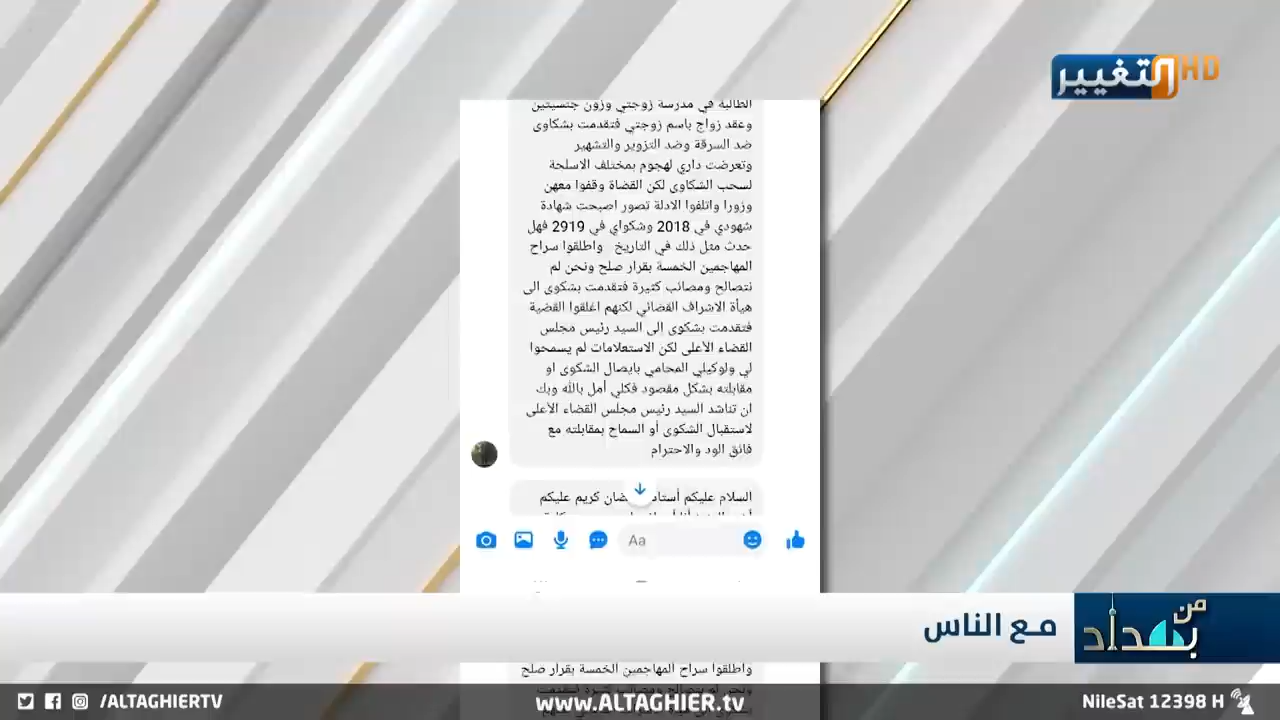 التغيير HD
الطالبة في مدرسة زوجتي وزون جنسيتين
وعقد زواج باسم زوجتي فتقدمت بشكاوى
ضد السرقة وضد التزوير والتشهير
وتعرضت داري لهجوم بمختلف الاسلحة
لسحب الشكاوى لكن القضاة وقفوا معهن
وزورا واتلفوا الادلة تصور اصبحت شهادة
شهودي في 2018 وشكواي في 2919 فهل
حدث مثل ذلك في التاريخ واطلقوا سراح
المهاجمين الخمسة بقرار صلح ونحن لم
نتصالح ومصائب كثيرة فتقدمت بشكوى الى
هيأة الاشراف القضائي لكنهم اغلقوا القضية
فتقدمت بشكوى إلى السيد رئيس مجلس
القضاء الأعلى لكن الاستعلامات لم يسمحوا
لي ولوكيلي المحامي بايصال الشكوى او
مقابلته بشكل مقصود فكلي أمل بالله وبك
ان تناشد السيد رئيس مجلس القضاء الأعلى
لاستقبال الشكوى أو السماح بمقابلته مع
فائق الود والاحترام
السلام عليكم أستاذ كريم عليكم
Aa
من بغداد
مع الناس
واطلقوا سراح المهاجمين الخمسة بقرار صلح
/ALTAGHIERTV
www.ALTAGHIER.tv
NileSat 12398 H